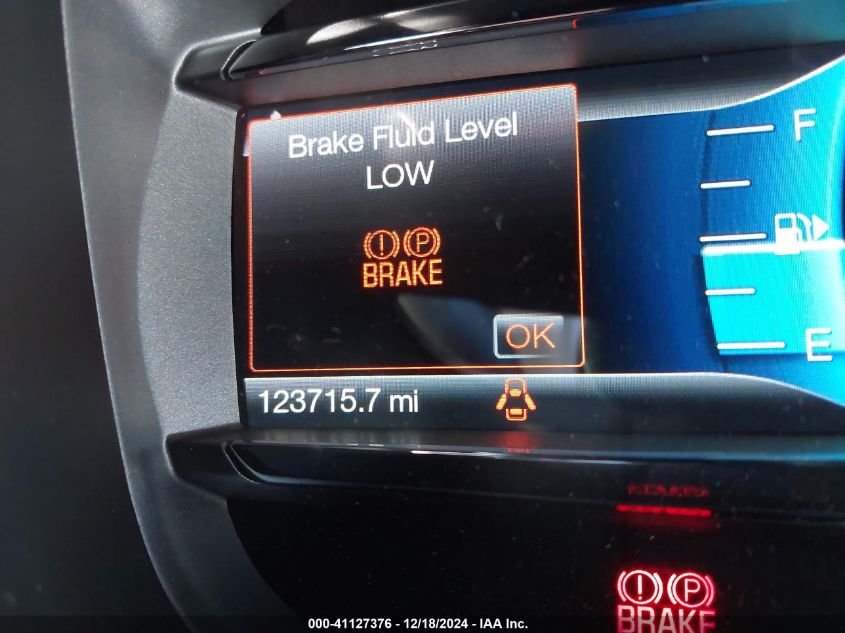 Brake Fluid Level
LOW
BRAKE
OK
F
E
123715.7 mi
BRAKE
000-41127376 - 12/18/2024 - IAA Inc.